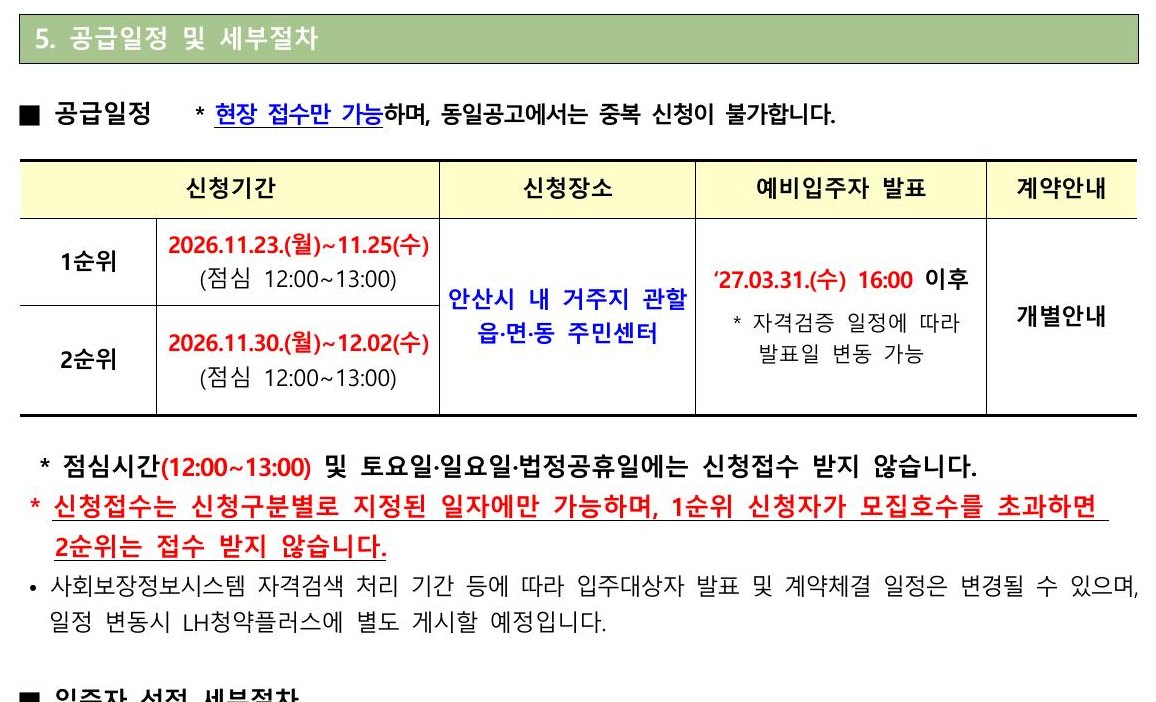 5. 공급일정 및 세부절차
■ 공급일정 * 현장 접수만 가능하며, 동일공고에서는 중복 신청이 불가합니다.
신청기간 신청장소 예비입주자 발표 계약안내
1순위 2026.11.23.(월)~11.25(수)
(점심 12:00~13:00)
2순위 2026.11.30.(월)~12.02(수)
(점심 12:00~13:00)
안산시 내 거주지 관할
읍·면·동 주민센터
‘27.03.31.(수) 16:00 이후
* 자격검증 일정에 따라
발표일 변동 가능
개별안내
* 점심시간(12:00~13:00) 및 토요일·일요일·법정공휴일에는 신청접수 받지 않습니다.
* 신청접수는 신청구분별로 지정된 일자에만 가능하며, 1순위 신청자가 모집호수를 초과하면
2순위는 접수 받지 않습니다.
• 사회보장정보시스템 자격검색 처리 기간 등에 따라 입주대상자 발표 및 계약체결 일정은 변경될 수 있으며,
일정 변동시 LH청약플러스에 별도 게시할 예정입니다.
■ 입주자 선정 세부절차